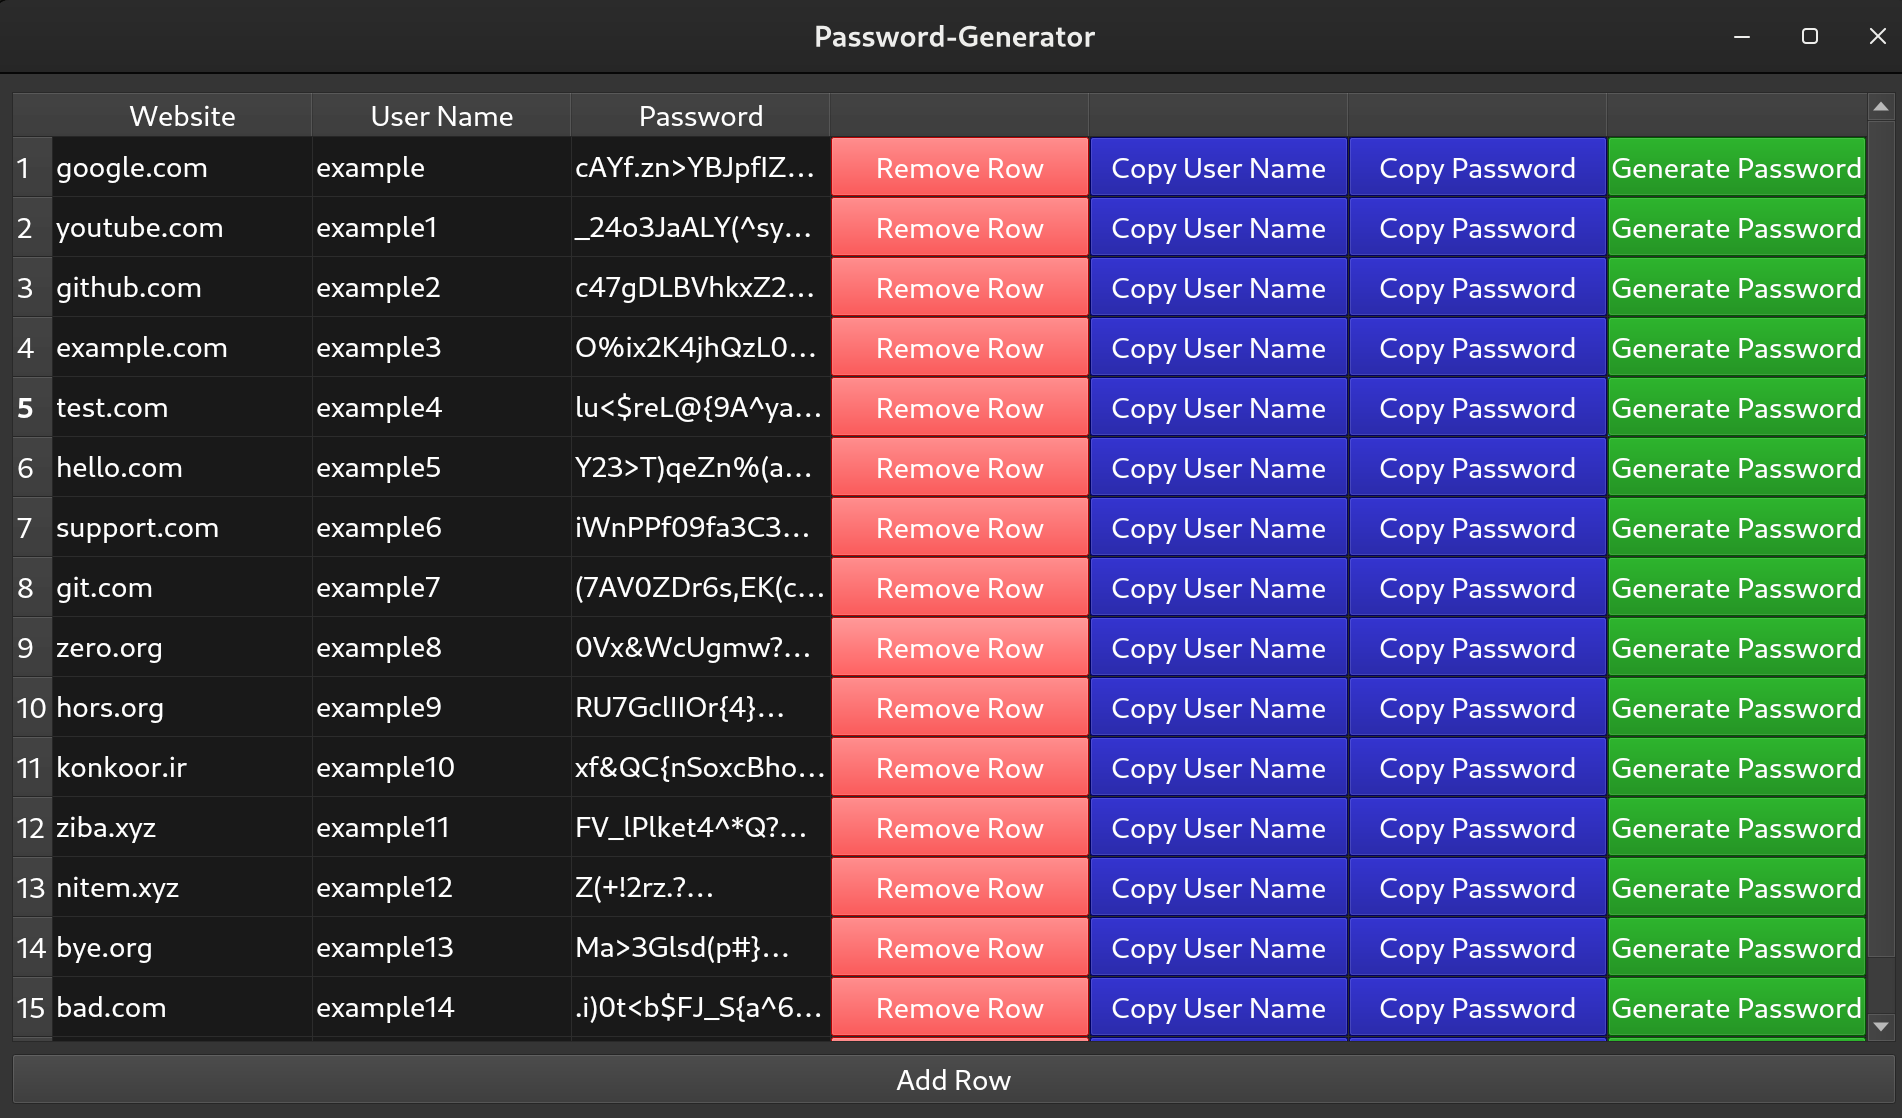 Password-Generator
Website User Name Password
1 google.com example cAYf.zn>YBJpfIZ... Remove Row Copy User Name Copy Password Generate Password
2 youtube.com example1 _24o3JaALY(^sy... Remove Row Copy User Name Copy Password Generate Password
3 github.com example2 c47gDLBVhkxZ2... Remove Row Copy User Name Copy Password Generate Password
4 example.com example3 O%ix2K4jhQzL0... Remove Row Copy User Name Copy Password Generate Password
5 test.com example4 lu<$reL@{9A^ya... Remove Row Copy User Name Copy Password Generate Password
6 hello.com example5 Y23>T)qeZn%(a... Remove Row Copy User Name Copy Password Generate Password
7 support.com example6 iWnPPf09fa3C3... Remove Row Copy User Name Copy Password Generate Password
8 git.com example7 (7AV0ZDr6s,EK(c... Remove Row Copy User Name Copy Password Generate Password
9 zero.org example8 0Vx&WcUgmw?... Remove Row Copy User Name Copy Password Generate Password
10 hors.org example9 RU7GclIIOr{4}... Remove Row Copy User Name Copy Password Generate Password
11 konkoor.ir example10 xf&QC{nSoxcBho... Remove Row Copy User Name Copy Password Generate Password
12 ziba.xyz example11 FV_lPlket4^*Q?... Remove Row Copy User Name Copy Password Generate Password
13 nitem.xyz example12 Z(+!2rz.?... Remove Row Copy User Name Copy Password Generate Password
14 bye.org example13 Ma>3Glsd(p#}... Remove Row Copy User Name Copy Password Generate Password
15 bad.com example14 .i)0t<b$FJ_S{a^6... Remove Row Copy User Name Copy Password Generate Password
Add Row